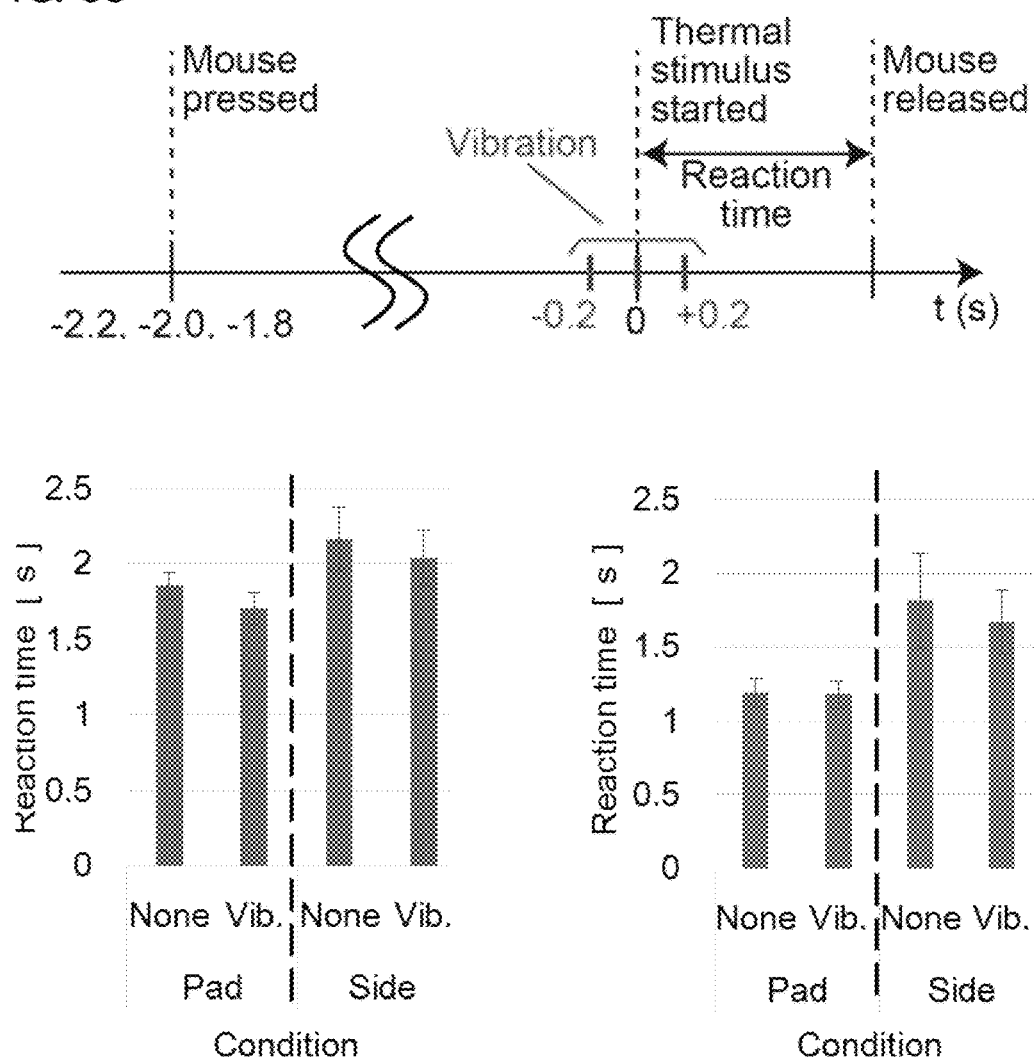 Mouse
pressed
Thermal
stimulus
started
Mouse
released
Vibration
Reaction
time
-2.2, -2.0, -1.8
-0.2 0 +0.2
t (s)
Reaction time [ s ]
2.5
2
1.5
1
0.5
0
None Vib. None Vib.
Pad Side
Condition
Reaction time [ s ]
2.5
2
1.5
1
0.5
0
None Vib. None Vib.
Pad Side
Condition